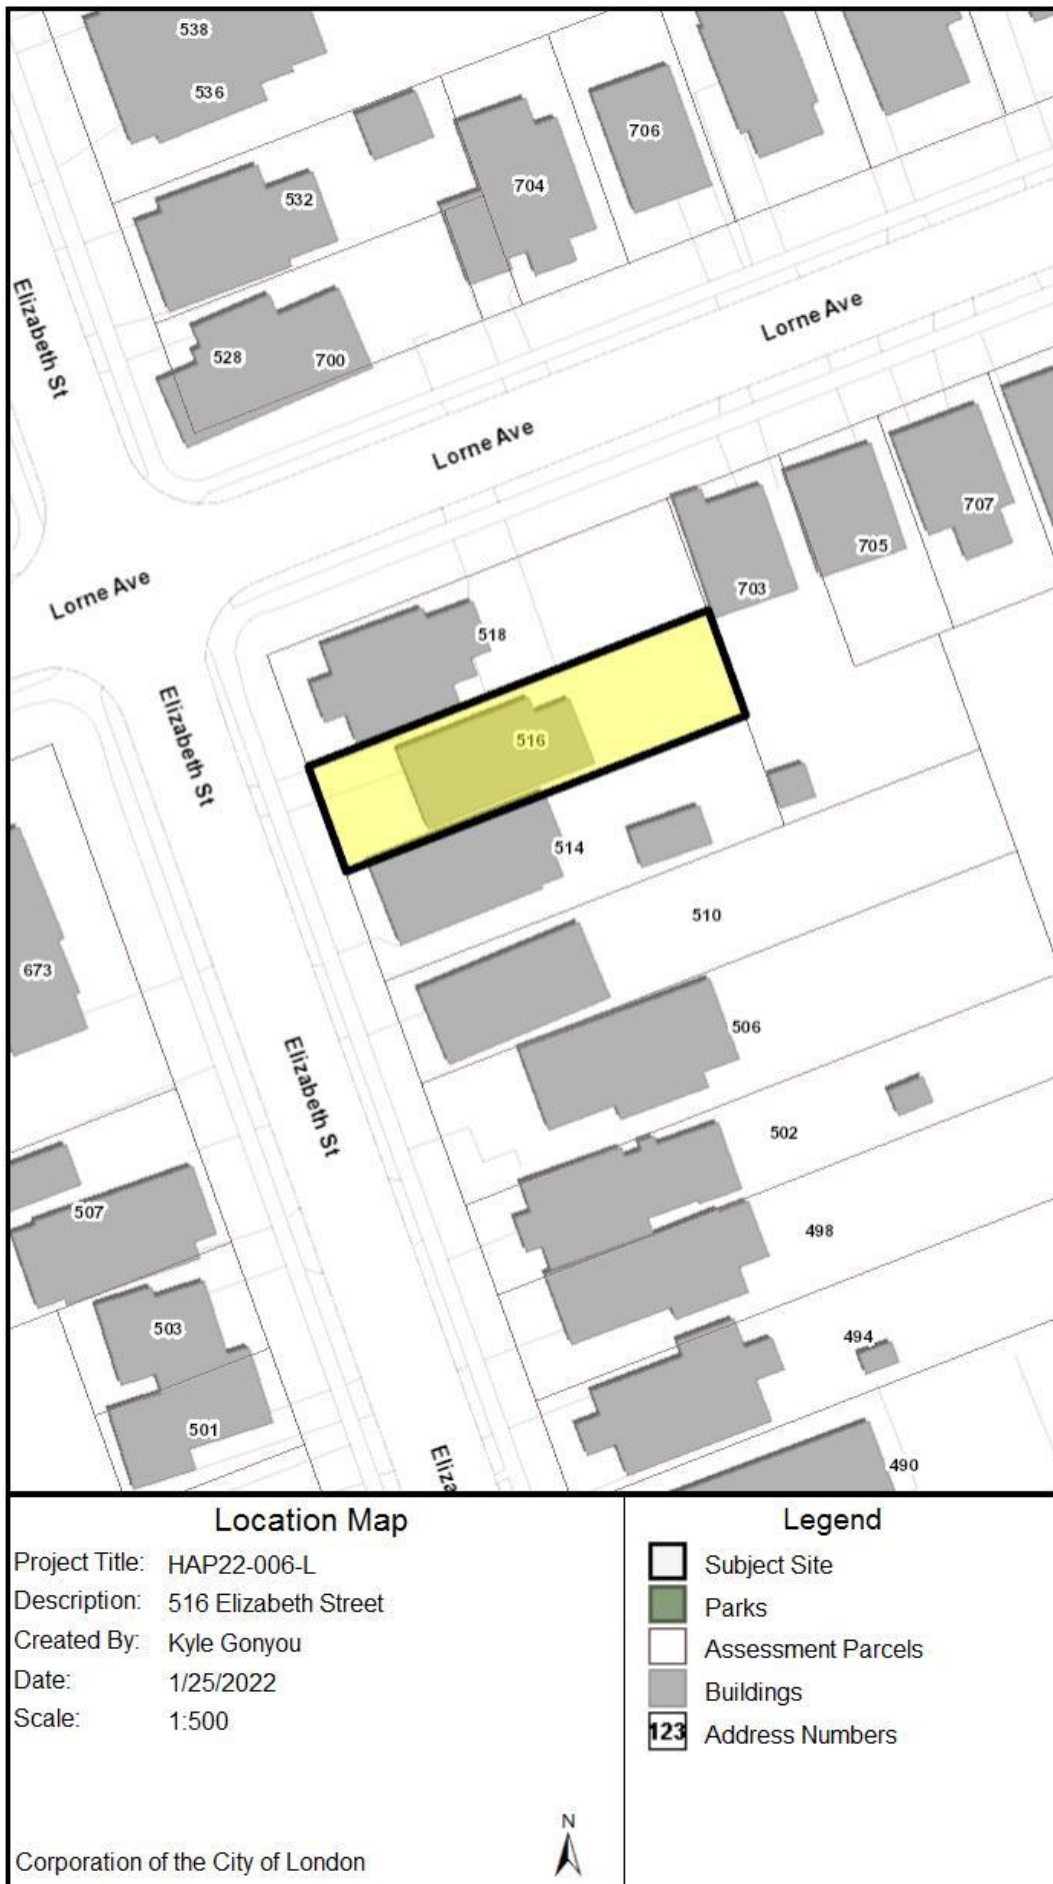 538
536
706
704
532
Elizabeth St
Lorne Ave
528
700
Lorne Ave
707
705
703
Lorne Ave
518
Elizabeth St
516
514
510
673
506
Elizabeth St
502
507
498
503
494
501
Eliza
490
Location Map
Project Title: HAP22-006-L
Description: 516 Elizabeth Street
Created By: Kyle Gonyou
Date: 1/25/2022
Scale: 1:500
N
Corporation of the City of London
Legend
Subject Site
Parks
Assessment Parcels
Buildings
123 Address Numbers